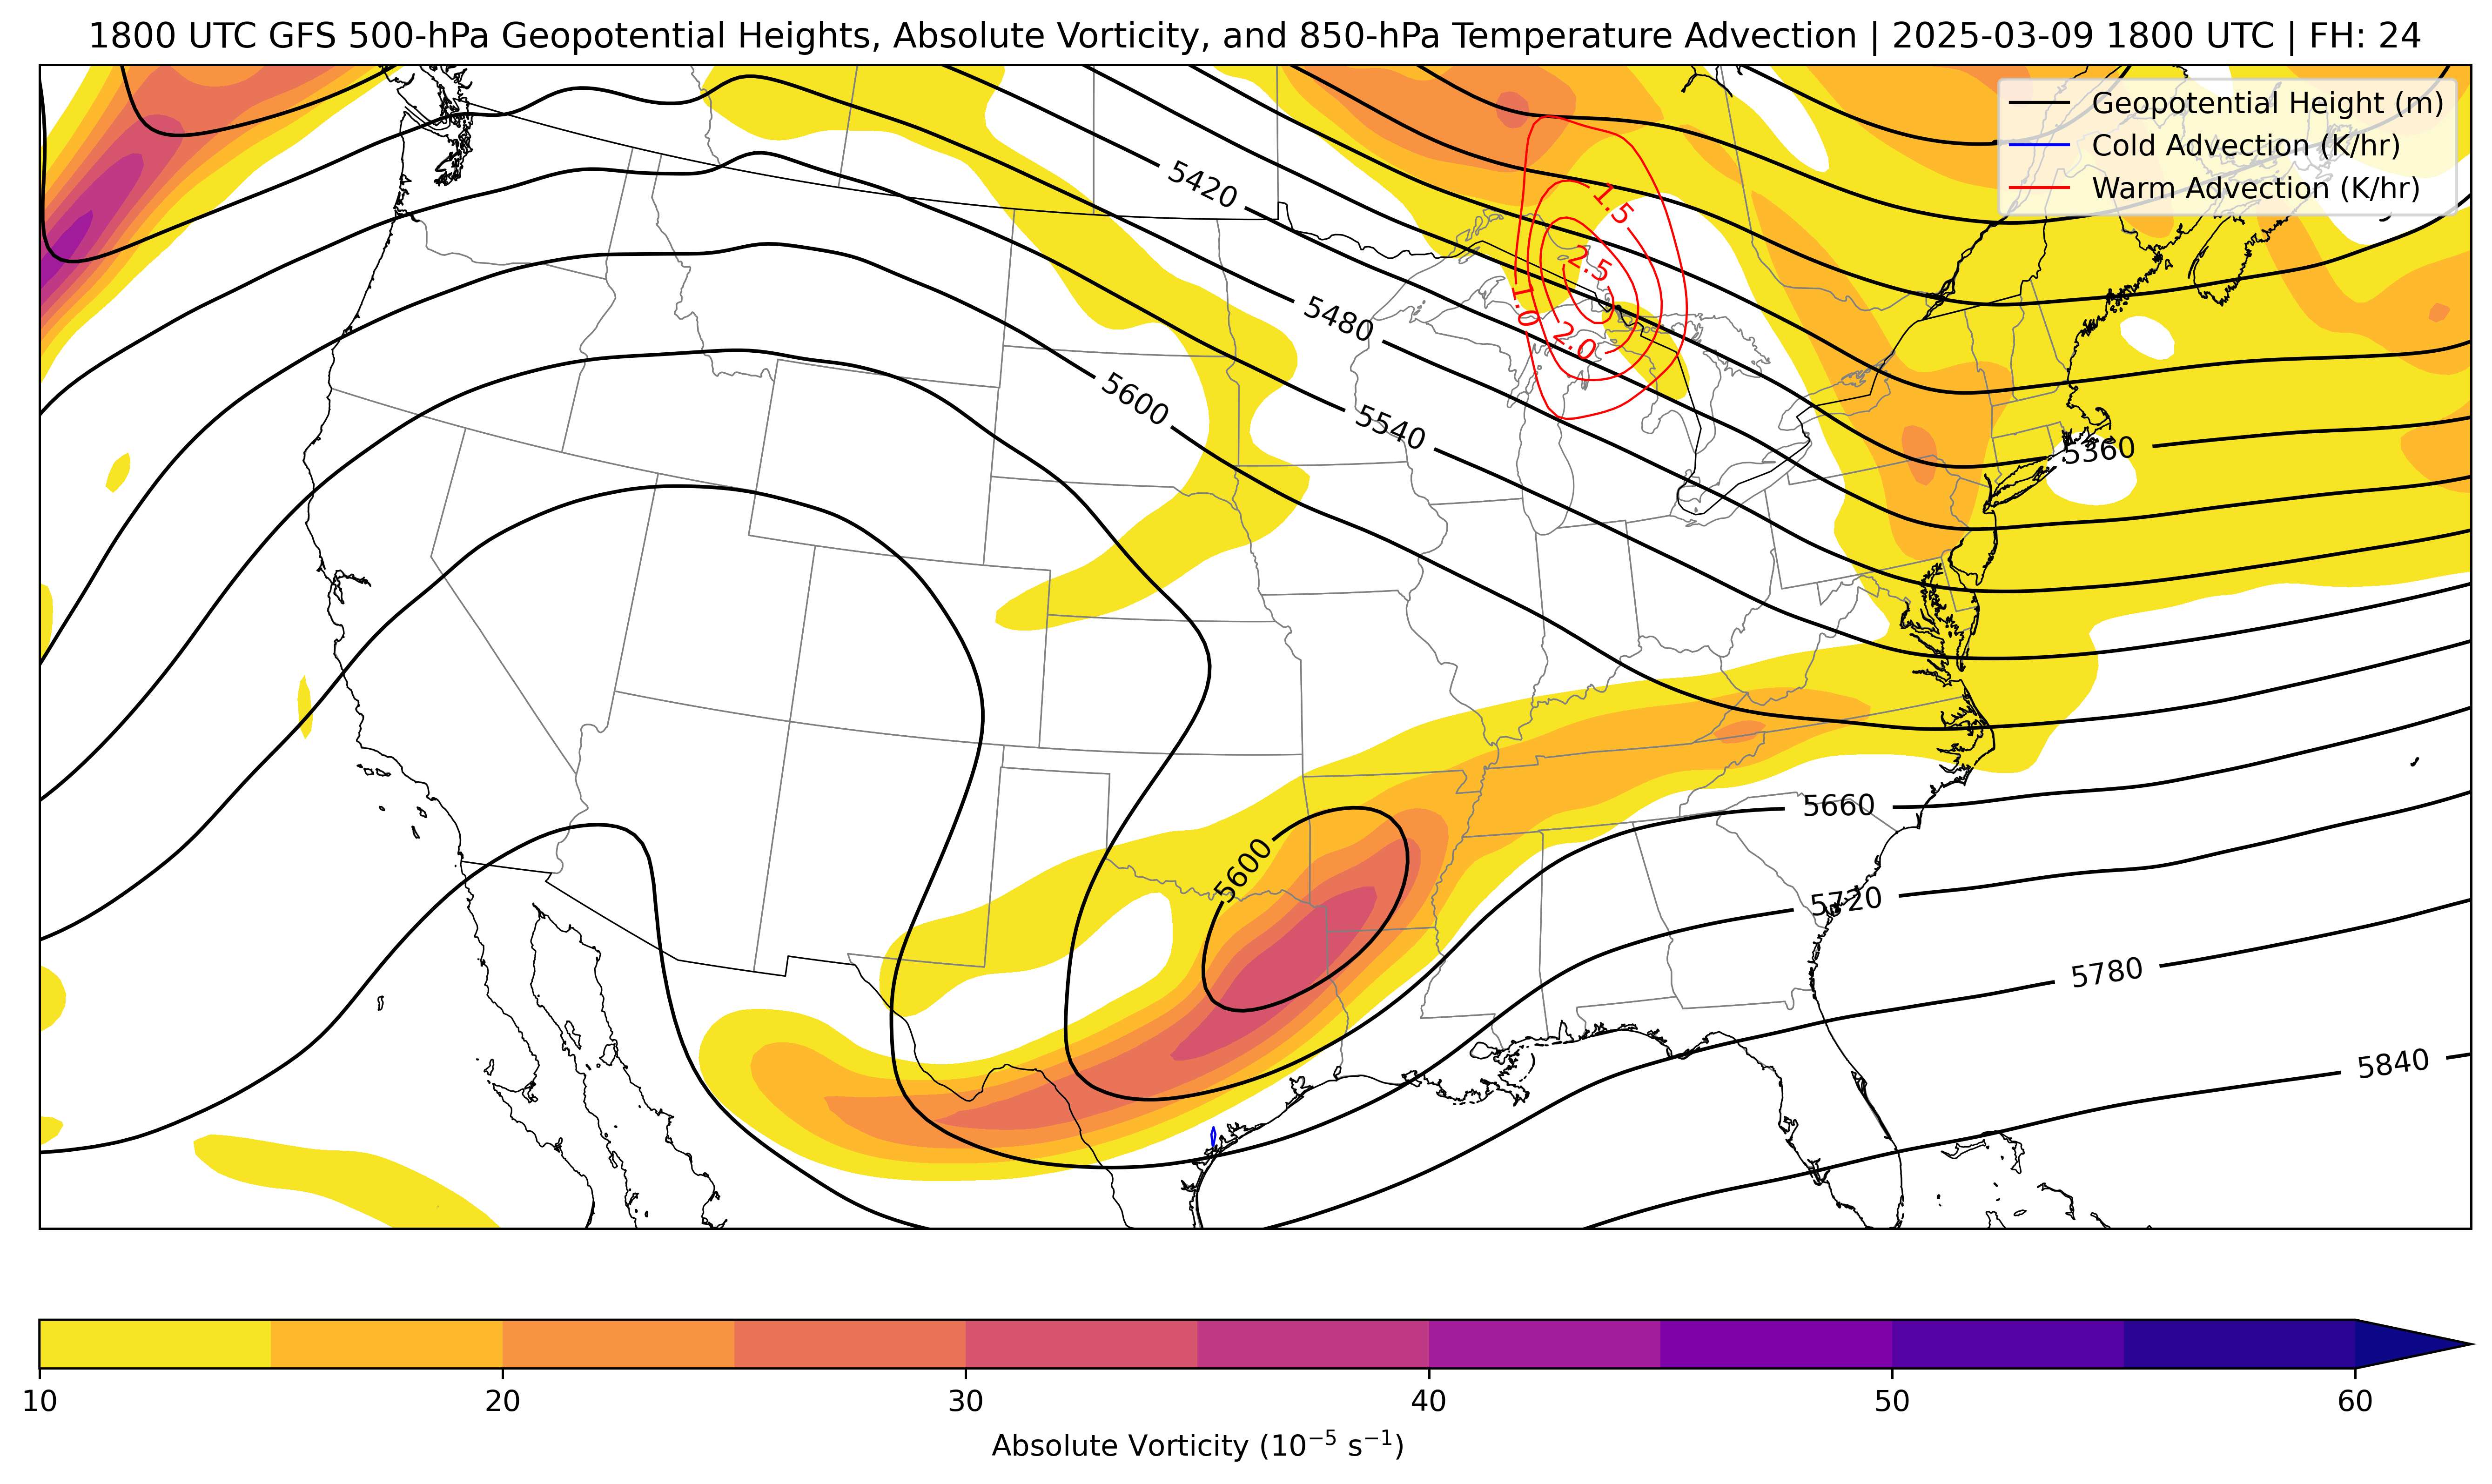 1800 UTC GFS 500-hPa Geopotential Heights, Absolute Vorticity, and 850-hPa Temperature Advection | 2025-03-09 1800 UTC | FH: 24
Geopotential Height (m)
Cold Advection (K/hr)
Warm Advection (K/hr)
5420
1.5
2.5
1.0
2.0
5480
5600
5540
5360
5600
5660
5720
5780
5840
10 20 30 40 50 60
Absolute Vorticity (10⁻⁵ s⁻¹)